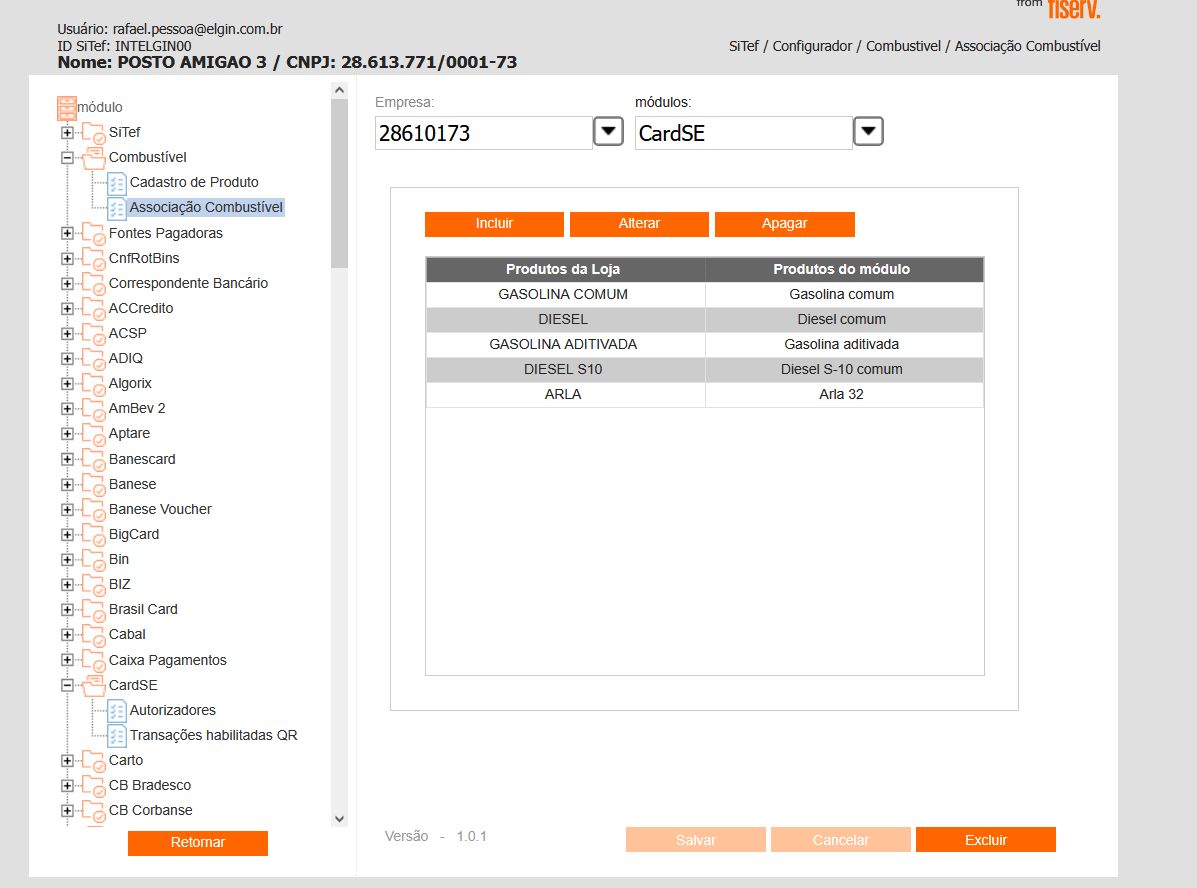 from fiserv.
Usuário: rafael.pessoa@elgin.com.br
ID SiTef: INTELGIN00
Nome: POSTO AMIGAO 3 / CNPJ: 28.613.771/0001-73
SiTef / Configurador / Combustivel / Associação Combustível
módulo
SiTef
Combustível
Cadastro de Produto
Associação Combustível
Fontes Pagadoras
CnfRotBins
Correspondente Bancário
ACCredito
ACSP
ADIQ
Algorix
AmBev 2
Aptare
Banescard
Banese
Banese Voucher
BigCard
Bin
BIZ
Brasil Card
Cabal
Caixa Pagamentos
CardSE
Autorizadores
Transações habilitadas QR
Carto
CB Bradesco
CB Corbanse
Retornar
Empresa: módulos:
28610173 CardSE
Incluir Alterar Apagar
Produtos da Loja Produtos do módulo
GASOLINA COMUM Gasolina comum
DIESEL Diesel comum
GASOLINA ADITIVADA Gasolina aditivada
DIESEL S10 Diesel S-10 comum
ARLA Arla 32
Versão - 1.0.1
Salvar Cancelar Excluir